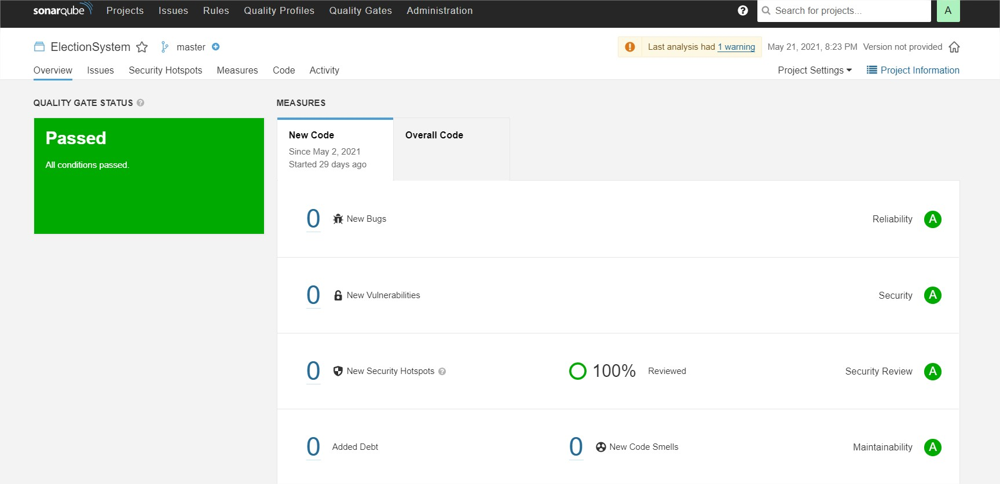 sonarqube Projects Issues Rules Quality Profiles Quality Gates Administration ? Search for projects... A
ElectionSystem master Last analysis had 1 warning May 21, 2021, 8:23 PM Version not provided
Overview Issues Security Hotspots Measures Code Activity Project Settings Project Information
QUALITY GATE STATUS ? MEASURES
Passed
All conditions passed.
New Code
Since May 2, 2021
Started 29 days ago
Overall Code
0 New Bugs Reliability A
0 New Vulnerabilities Security A
0 New Security Hotspots ? 100% Reviewed Security Review A
0 Added Debt 0 New Code Smells Maintainability A